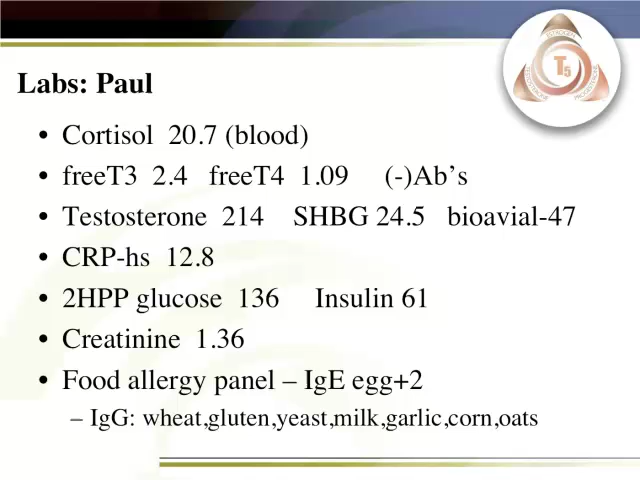 T5
Labs: Paul
• Cortisol 20.7 (blood)
• freeT3 2.4 freeT4 1.09 (-)Ab’s
• Testosterone 214 SHBG 24.5 bioavial-47
• CRP-hs 12.8
• 2HPP glucose 136 Insulin 61
• Creatinine 1.36
• Food allergy panel – IgE egg+2
– IgG: wheat,gluten,yeast,milk,garlic,corn,oats